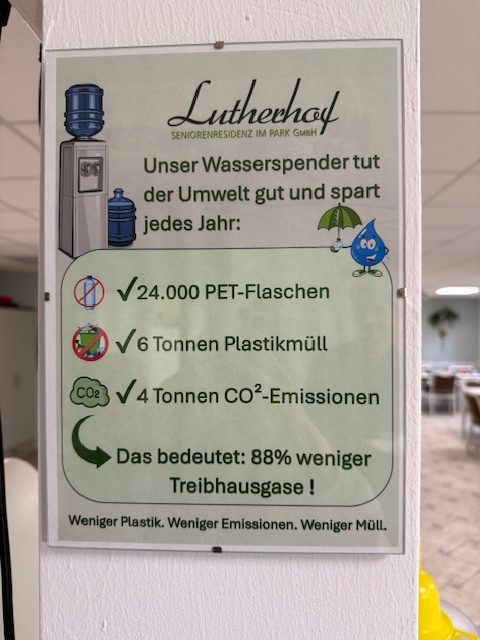 Lutherhof
SENIORENRESIDENZ IM PARK GMBH
Unser Wasserspender tut
der Umwelt gut und spart
jedes Jahr:
✓24.000 PET-Flaschen
✓6 Tonnen Plastikmüll
CO₂ ✓4 Tonnen CO²-Emissionen
Das bedeutet: 88% weniger
Treibhausgase !
Weniger Plastik. Weniger Emissionen. Weniger Müll.